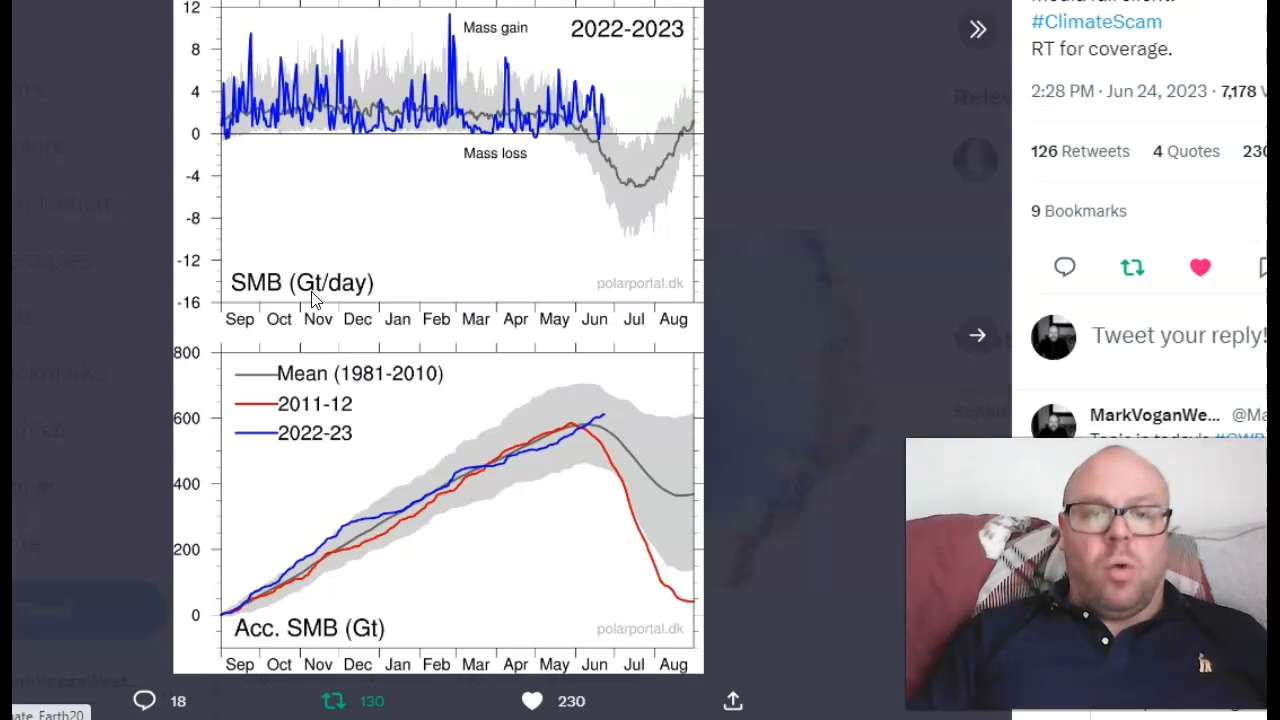 12
8
4
0
-4
-8
-12
-16
Mass gain
2022-2023
Mass loss
SMB (Gt/day)
polarportal.dk
Sep Oct Nov Dec Jan Feb Mar Apr May Jun Jul Aug
800
600
400
200
0
Mean (1981-2010)
2011-12
2022-23
Acc. SMB (Gt)
polarportal.dk
Sep Oct Nov Dec Jan Feb Mar Apr May Jun Jul Aug
18
130
230
#ClimateScam
RT for coverage.
2:28 PM · Jun 24, 2023 · 7,178
126 Retweets 4 Quotes 230
9 Bookmarks
Tweet your reply!
MarkVoganWe... @Ma